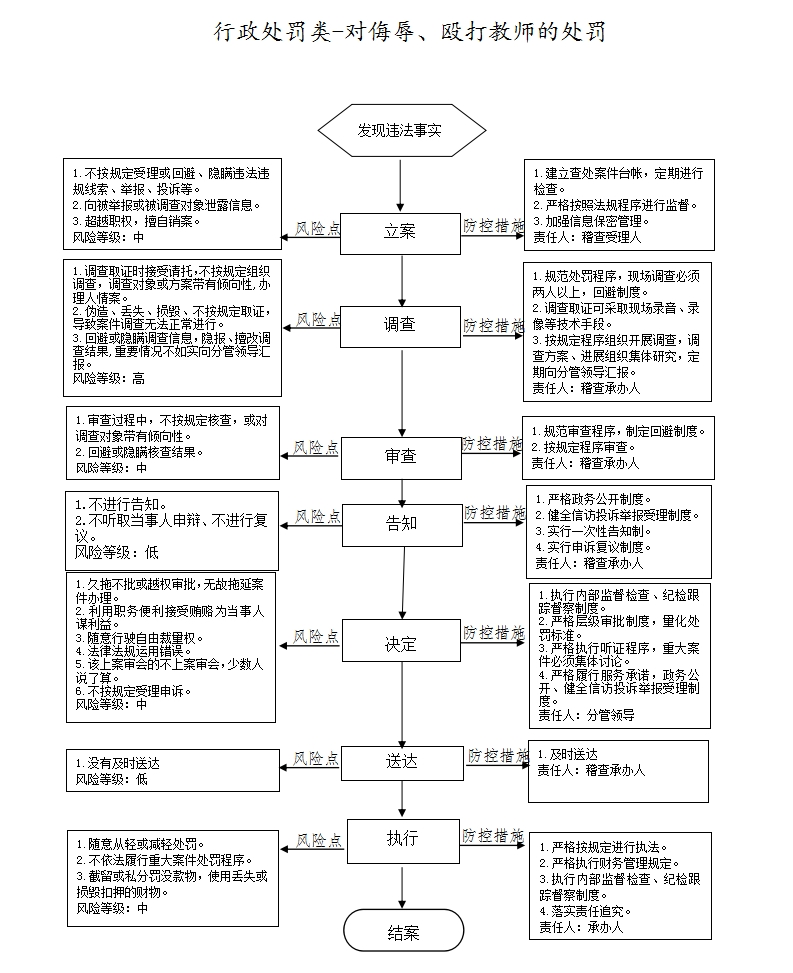 行政处罚类-对侮辱、殴打教师的处罚
发现违法事实
1.不按规定受理或回避、隐瞒违法违
规线索、举报、投诉等。
2.向被举报或被调查对象泄露信息。
3.超越职权，擅自销案。
风险等级：中
风险点
立案
防控措施
1.建立查处案件台帐，定期进行
检查。
2.严格按照法规程序进行监督。
3.加强信息保密管理。
责任人：稽查受理人
1.调查取证时接受请托,不按规定组织
调查，调查对象或方案带有倾向性,办
理人情案。
2.伪造、丢失、损毁、不按规定取证，
导致案件调查无法正常进行。
3.回避或隐瞒调查信息，隐报、擅改调
查结果,重要情况不如实向分管领导汇
报。
风险等级：高
风险点
调查
防控措施
1.规范处罚程序，现场调查必须
两人以上，回避制度。
2.调查取证可采取现场录音、录
像等技术手段。
3.按规定程序组织开展调查，调
查方案、进展组织集体研究，定
期向分管领导汇报。
责任人：稽查承办人
1.审查过程中，不按规定核查，或对
调查对象带有倾向性。
2.回避或隐瞒核查结果。
风险等级：中
风险点
审查
防控措施
1.规范审查程序，制定回避制度。
2.按规定程序审查。
责任人：稽查承办人
1.不进行告知。
2.不听取当事人申辩、不进行复
议。
风险等级：低
风险点
告知
防控措施
1.严格政务公开制度。
2.健全信访投诉举报受理制度。
3.实行一次性告知制。
4.实行申诉复议制度。
责任人：稽查承办人
1.久拖不批或越权审批，无故拖延案
件办理。
2.利用职务便利接受贿赂为当事人
谋利益。
3.随意行驶自由裁量权。
4.法律法规运用错误。
5.该上案审会的不上案审会，少数人
说了算。
6.不按规定受理申诉。
风险等级：中
风险点
决定
防控措施
1.执行内部监督检查、纪检跟
踪督察制度。
2.严格层级审批制度，量化处
罚标准。
3.严格执行听证程序，重大案
件必须集体讨论。
4.严格履行服务承诺，政务公
开、健全信访投诉举报受理制
度。
责任人：分管领导
1.没有及时送达
风险等级：低
风险点
送达
防控措施
1.及时送达
责任人：稽查承办人
1.随意从轻或减轻处罚。
2.不依法履行重大案件处罚程序。
3.截留或私分罚没款物，使用丢失或
损毁扣押的财物。
风险等级：中
风险点
执行
防控措施
1.严格按规定进行执法。
2.严格执行财务管理规定。
3.执行内部监督检查、纪检跟
踪督察制度。
4.落实责任追究。
责任人：承办人
结案